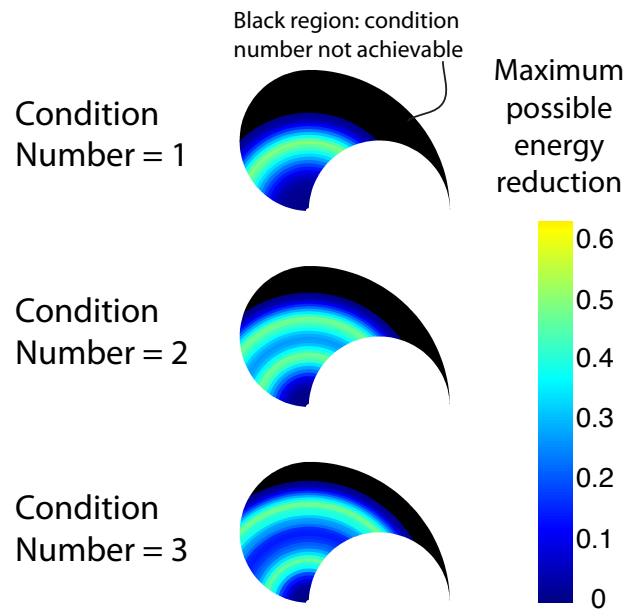 Black region: condition
number not achievable
Condition
Number = 1
Maximum
possible
energy
reduction
0.6
0.5
0.4
0.3
0.2
0.1
0
Condition
Number = 2
Condition
Number = 3